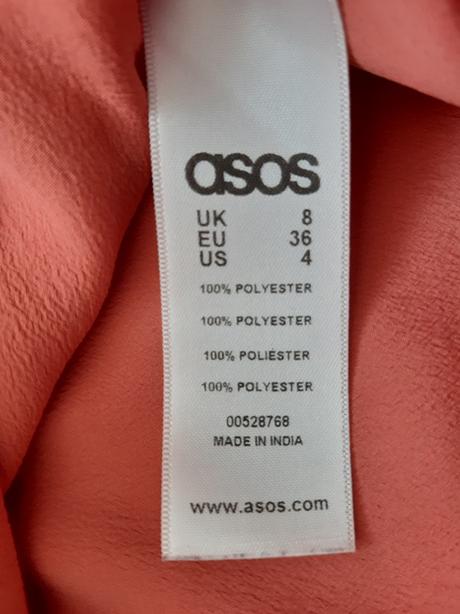 asos
UK 8
EU 36
US 4
100% POLYESTER
100% POLYESTER
100% POLIÉSTER
100% POLYESTER
00528768
MADE IN INDIA
www.asos.com